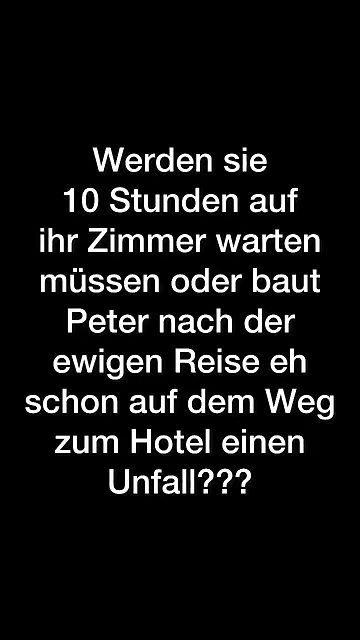 Werden sie
10 Stunden auf
ihr Zimmer warten
müssen oder baut
Peter nach der
ewigen Reise eh
schon auf dem Weg
zum Hotel einen
Unfall???